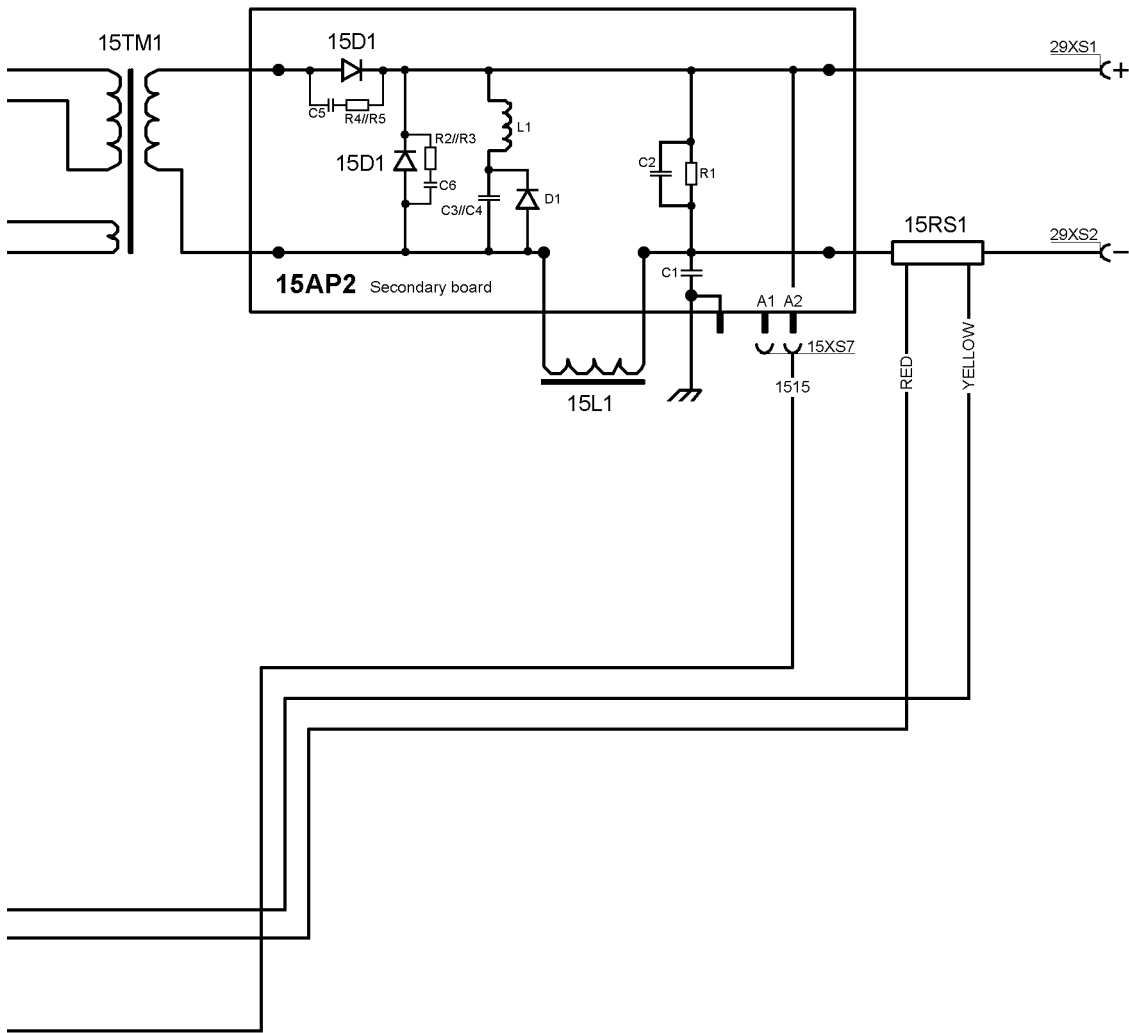 15TM1
15D1
29XS1
+
C5
R4//R5
L1
R2//R3
15D1
C6
C3//C4
D1
C2
R1
15RS1
29XS2
−
15AP2 Secondary board
C1
A1 A2
15XS7
RED
YELLOW
1515
15L1